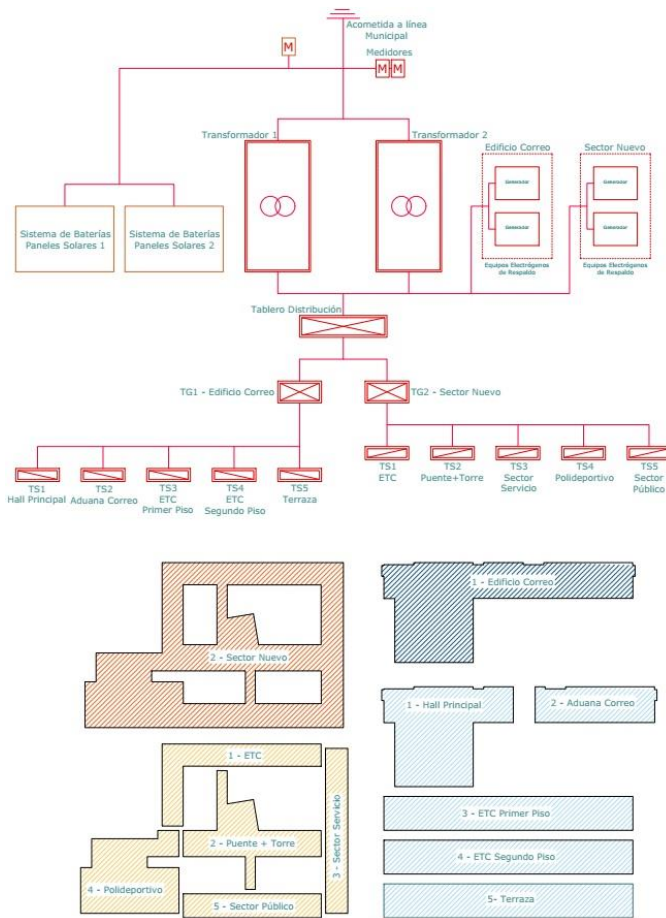 Acometida a línea
Municipal
M
Medidores
M M
Transformador 1
Transformador 2
Edificio Correo
Sector Nuevo
Generador
Generador
Generador
Generador
Sistema de Baterías
Paneles Solares 1
Sistema de Baterías
Paneles Solares 2
Equipos Electrógenos
de Respaldo
Equipos Electrógenos
de Respaldo
Tablero Distribución
TG1 - Edificio Correo
TG2 - Sector Nuevo
TS1
Hall Principal
TS2
Aduana Correo
TS3
ETC
Primer Piso
TS4
ETC
Segundo Piso
TS5
Terraza
TS1
ETC
TS2
Puente+Torre
TS3
Sector
Servicio
TS4
Polideportivo
TS5
Sector
Público
1 - Edificio Correo
2 - Sector Nuevo
1 - Hall Principal
2 - Aduana Correo
1 - ETC
3 - ETC Primer Piso
2 - Puente + Torre
3 - Sector Servicio
4 - ETC Segundo Piso
4 - Polideportivo
5 - Sector Público
5- Terraza